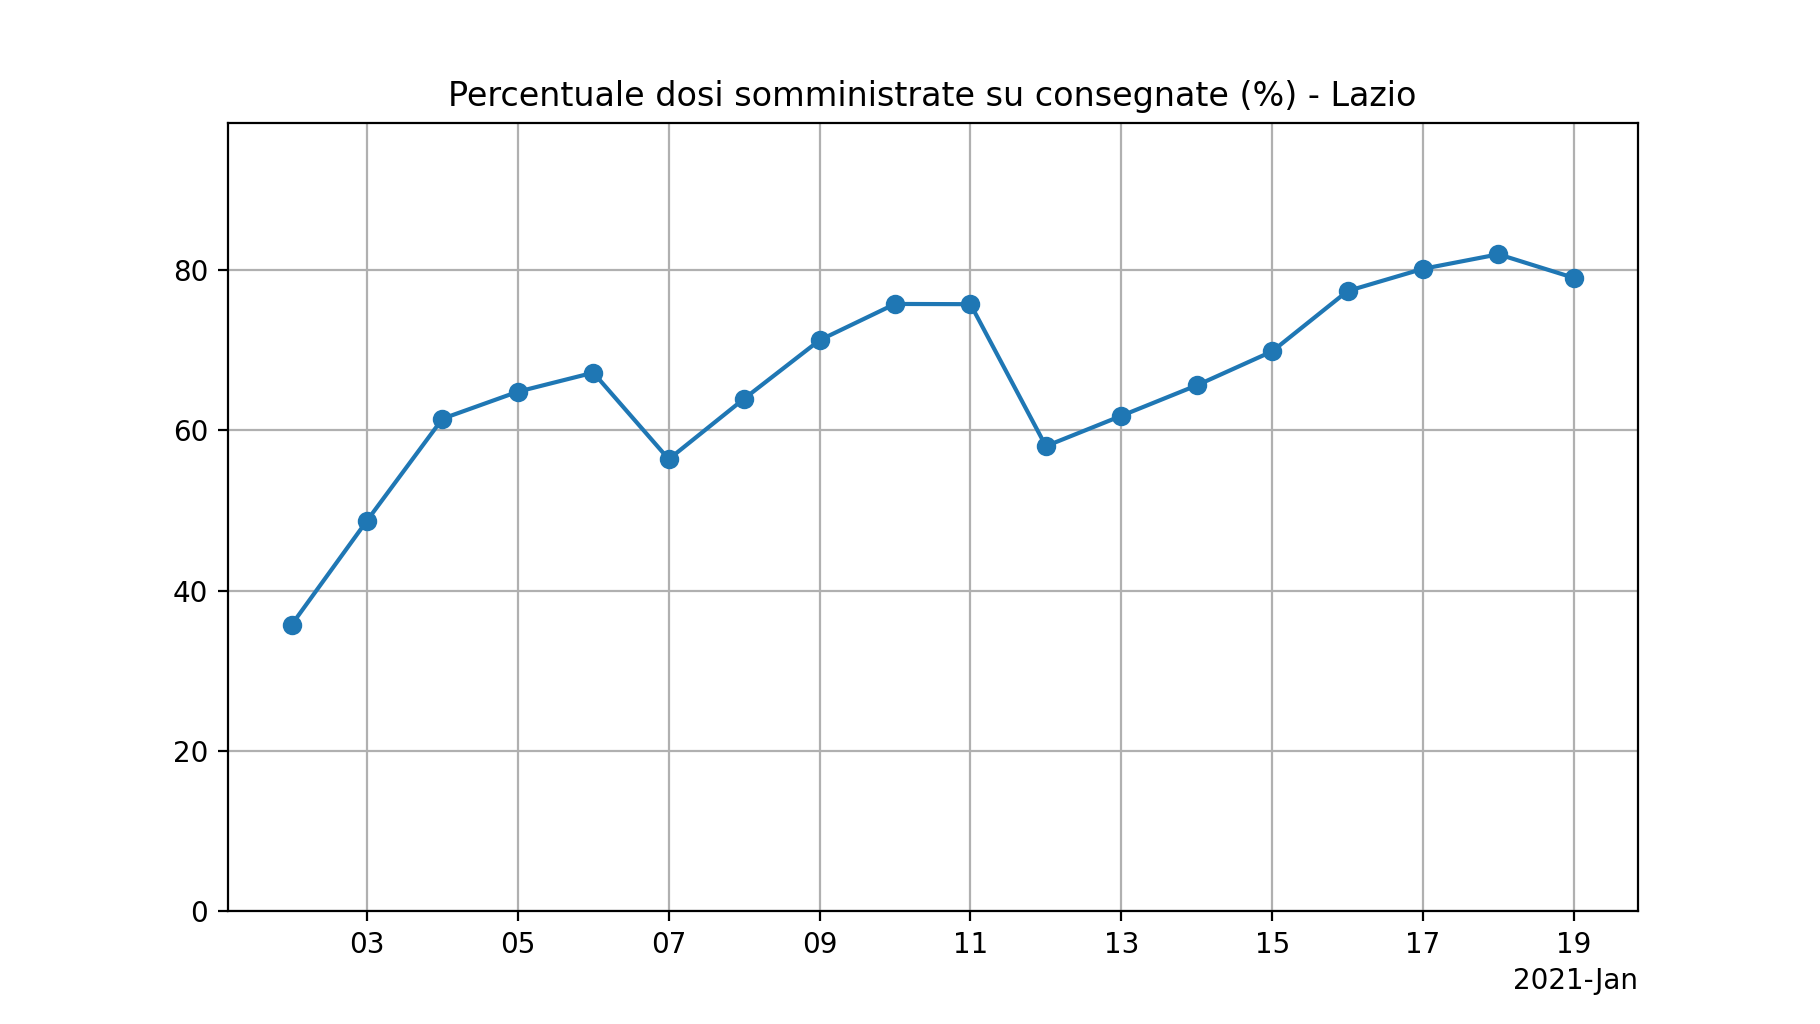 Percentuale dosi somministrate su consegnate (%) - Lazio
80
60
40
20
0
03 05 07 09 11 13 15 17 19
2021-Jan